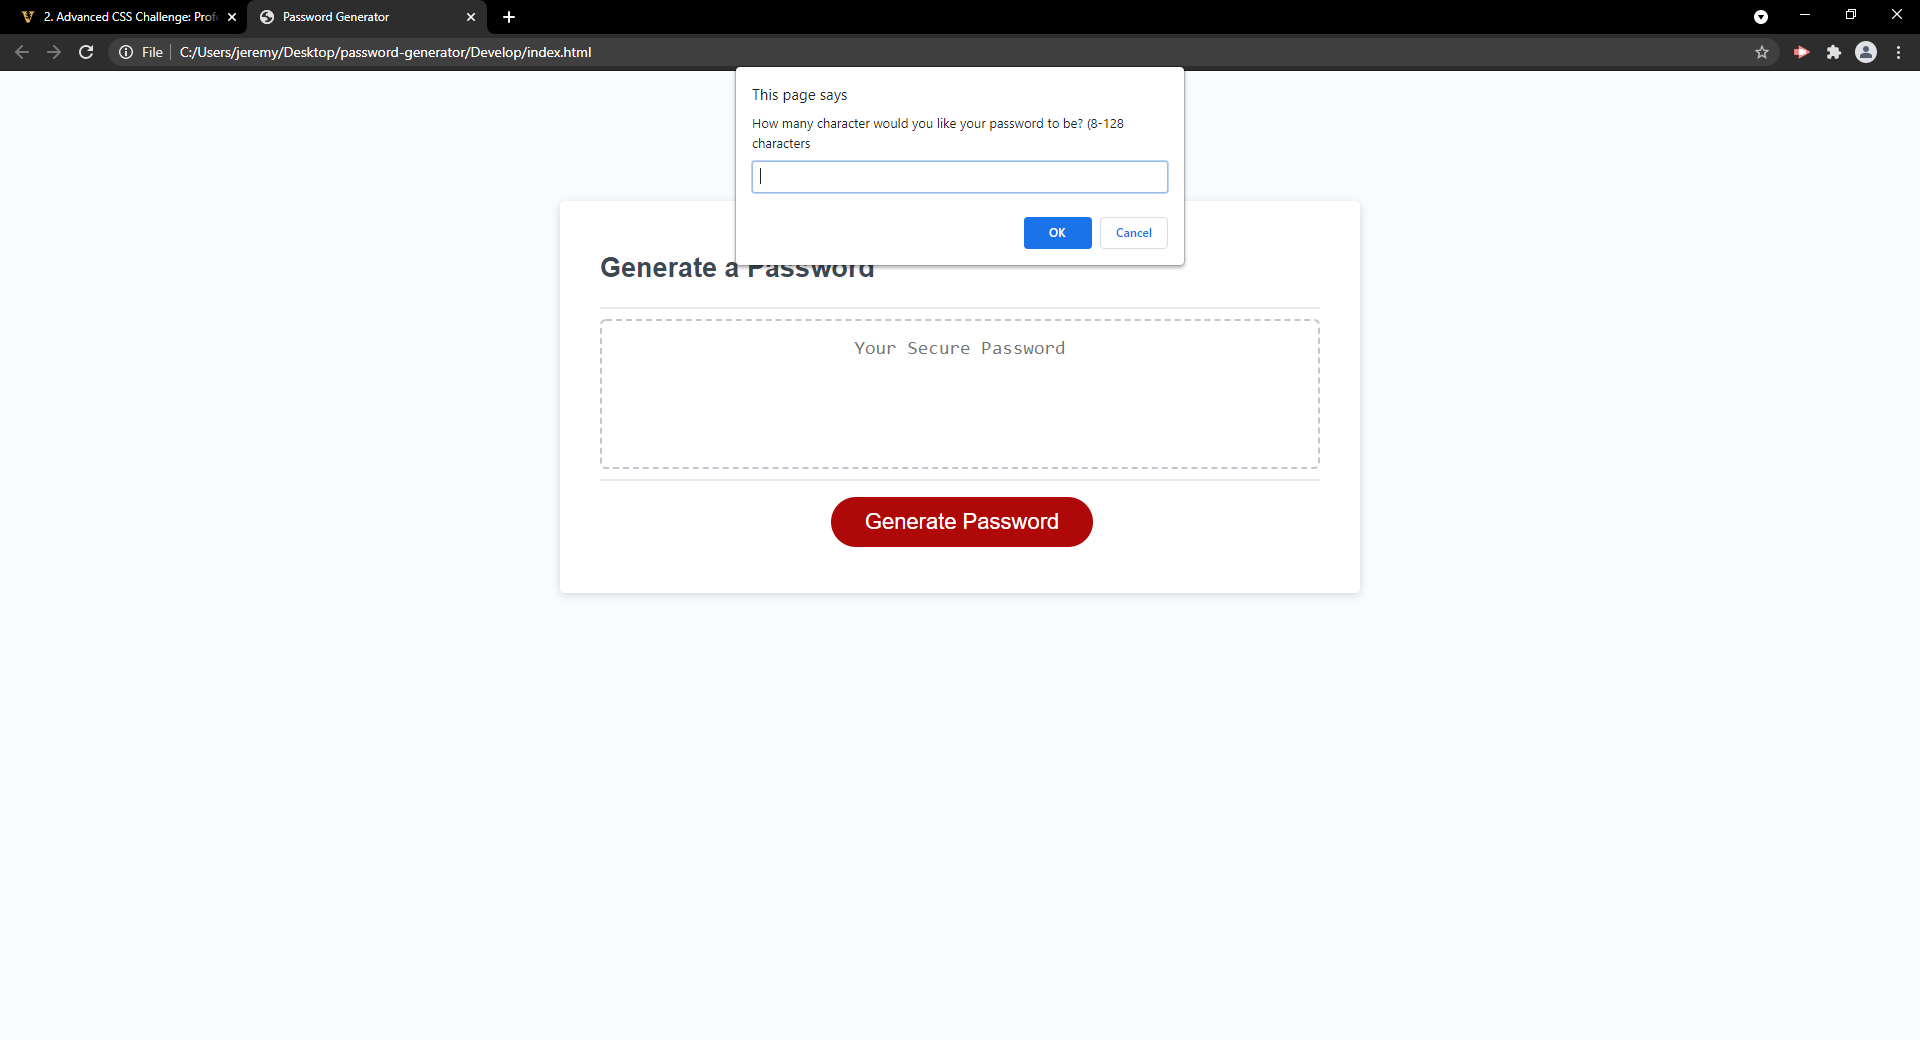 2. Advanced CSS Challenge: Prof
Password Generator
File
C:/Users/jeremy/Desktop/password-generator/Develop/index.html
This page says
How many character would you like your password to be? (8-128
characters
OK
Cancel
Generate a Password
Your Secure Password
Generate Password